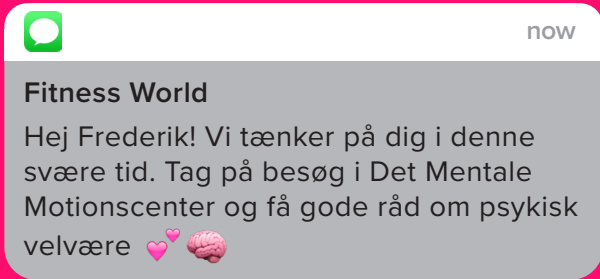 now
Fitness World
Hej Frederik! Vi tænker på dig i denne
svære tid. Tag på besøg i Det Mentale
Motionscenter og få gode råd om psykisk
velvære 💕 🧠